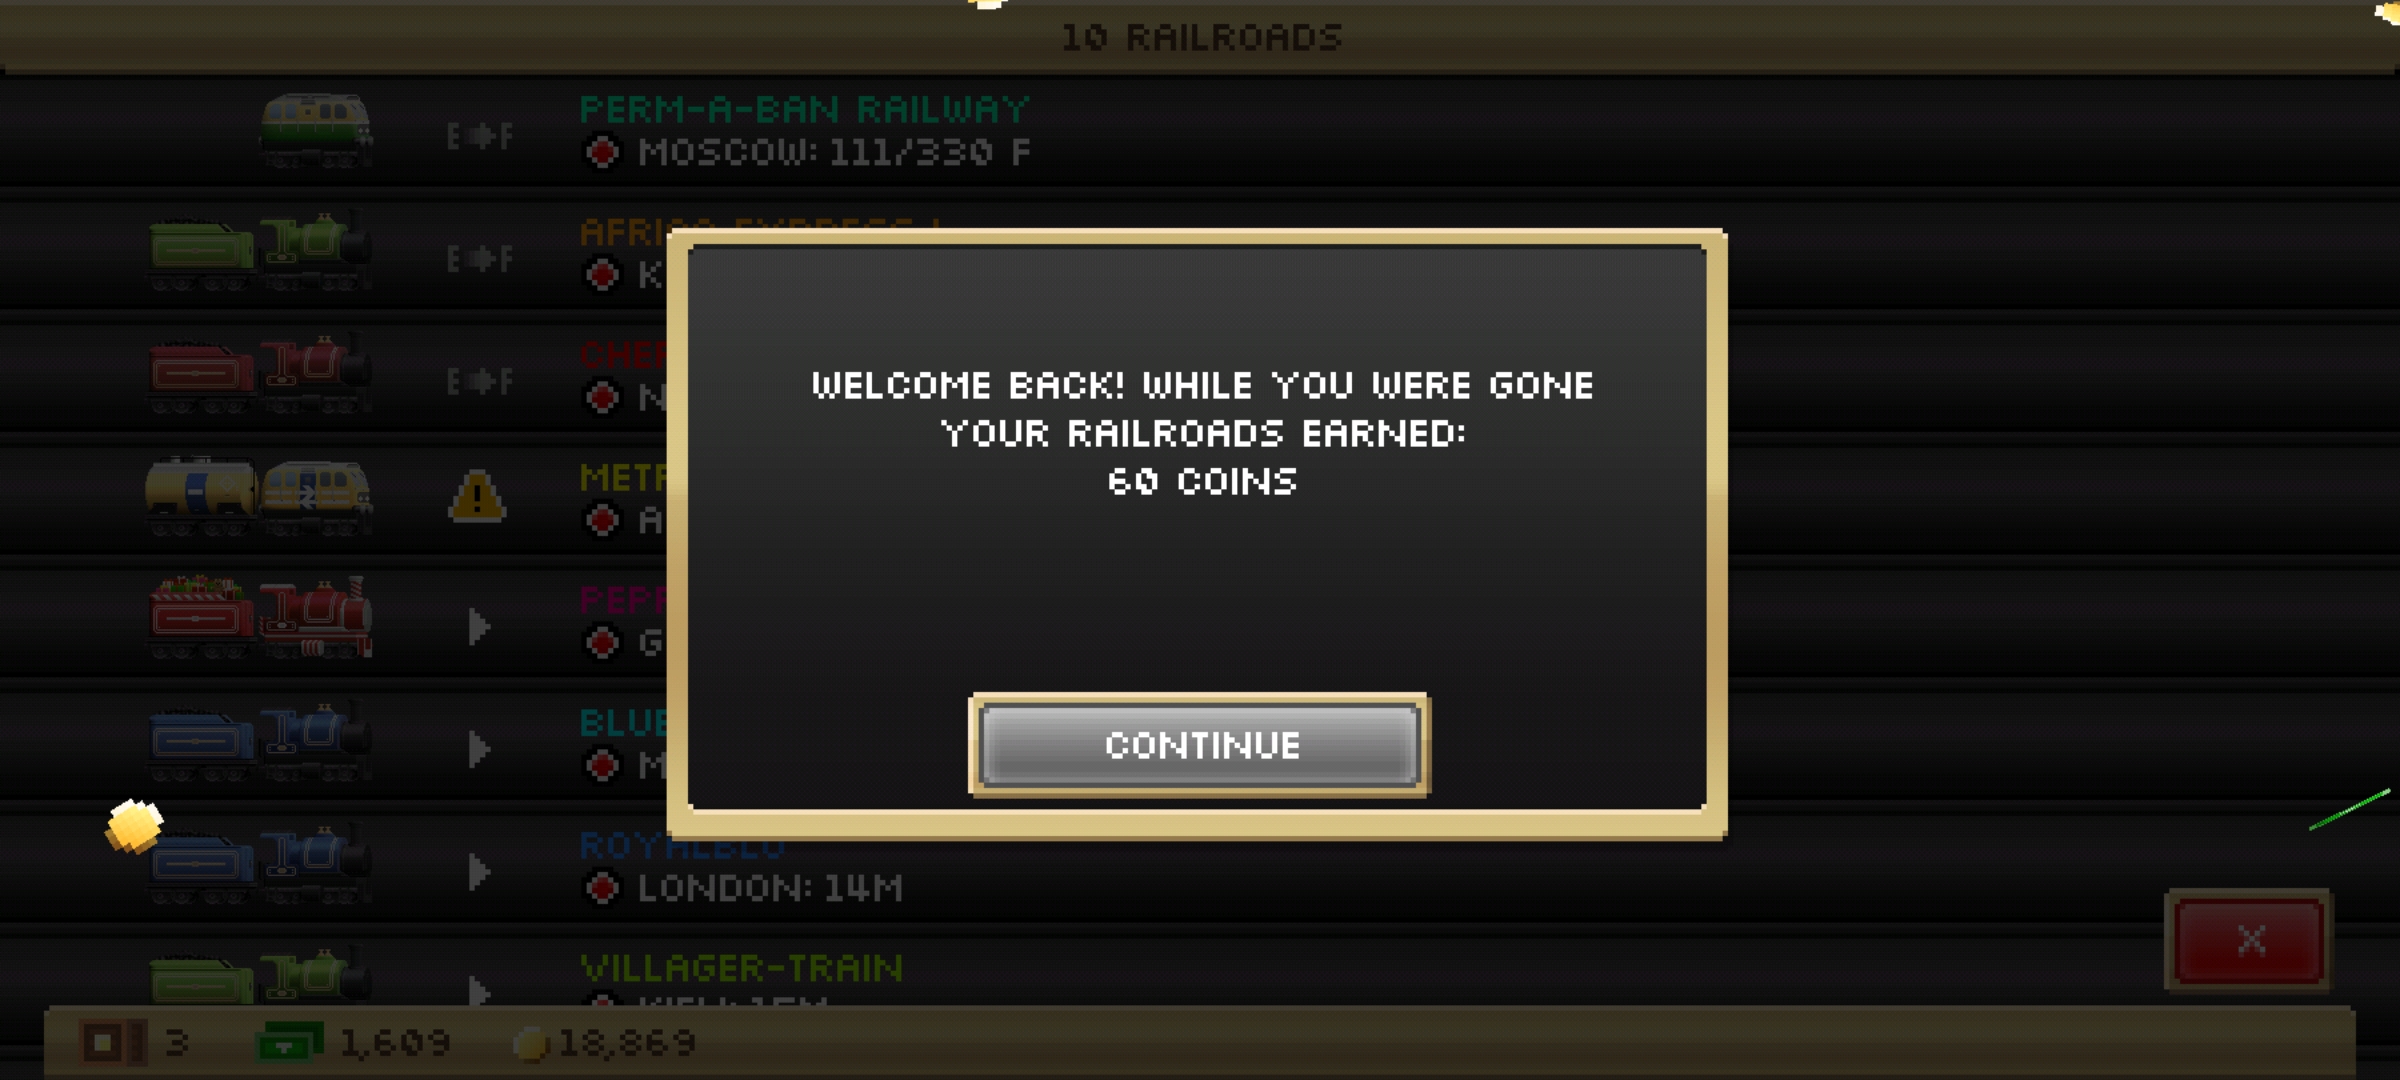 10 RAILROADS
PERM-A-BAN RAILWAY
E F
MOSCOW: 111/330 F
E F
K
E F
N
A
G
M
WELCOME BACK! WHILE YOU WERE GONE
YOUR RAILROADS EARNED:
60 COINS
CONTINUE
ROYALBLU
LONDON: 14M
VILLAGER-TRAIN
X
3 1,609 18,869